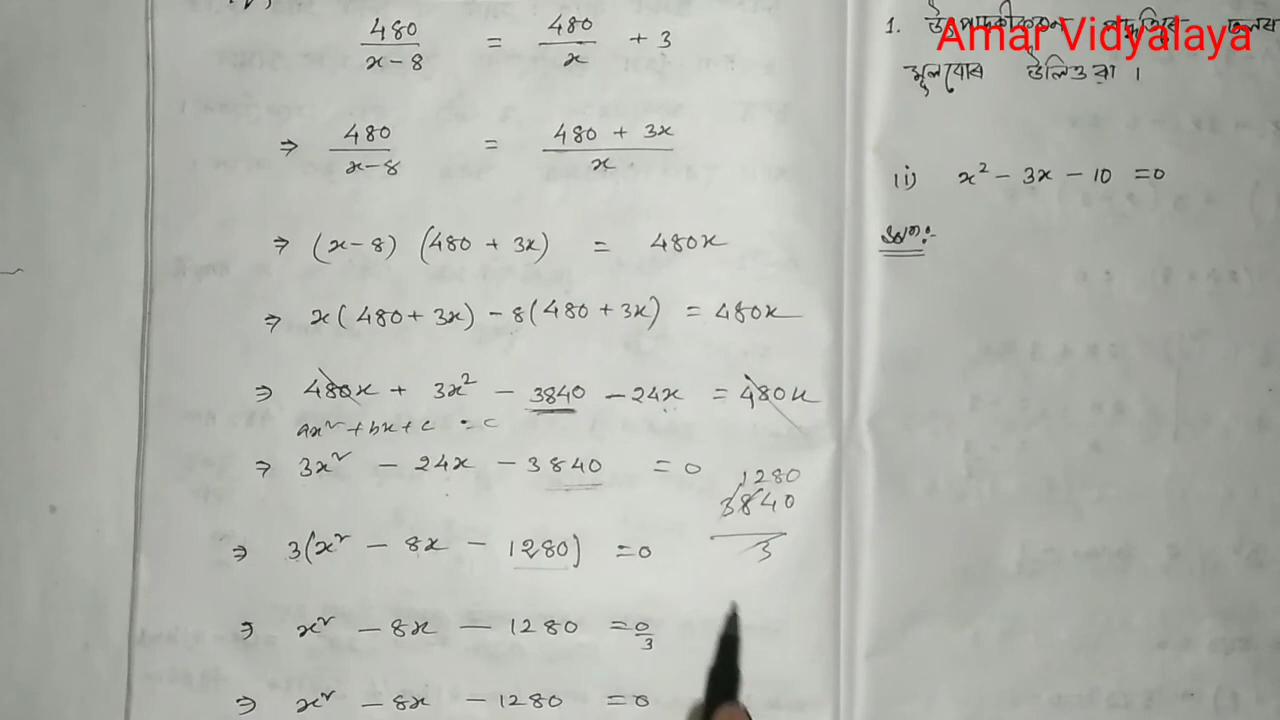 480/(x-8) = 480/x + 3
⇒ 480/(x-8) = (480 + 3x)/x
⇒ (x-8) (480 + 3x) = 480x
⇒ x(480+3x) - 8(480+3x) = 480x
⇒ 480x + 3x² - 3840 - 24x = 480x
ax² + bx + c = c
⇒ 3x² - 24x - 3840 = 0
1280
3840
3
⇒ 3(x² - 8x - 1280) = 0
⇒ x² - 8x - 1280 = 0/3
⇒ x² - 8x - 1280 = 0
1.
Amar Vidyalaya
উলিওৱা ।
ii) x² - 3x - 10 = 0